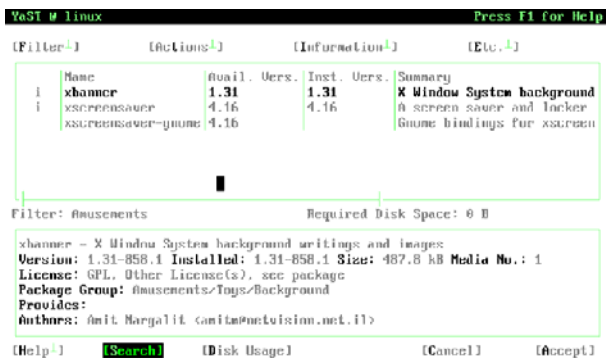 YaST @ linux Press F1 for Help
[Filter┴] [Actions┴] [Information┴] [Etc.┴]
Name Avail. Vers. Inst. Vers. Summary
i xbanner 1.31 1.31 X Window System background
i xscreensaver 4.16 4.16 A screen saver and locker
xscreensaver-gnome 4.16 Gnome bindings for xscreen
Filter: Amusements Required Disk Space: 0 B
xbanner - X Window System background writings and images
Version: 1.31-858.1 Installed: 1.31-858.1 Size: 487.8 kB Media No.: 1
License: GPL, Other License(s), see package
Package Group: Amusements/Toys/Background
Provides:
Authors: Amit Margalit <amitm@netvision.net.il>
[Help┴] [Search] [Disk Usage] [Cancel] [Accept]